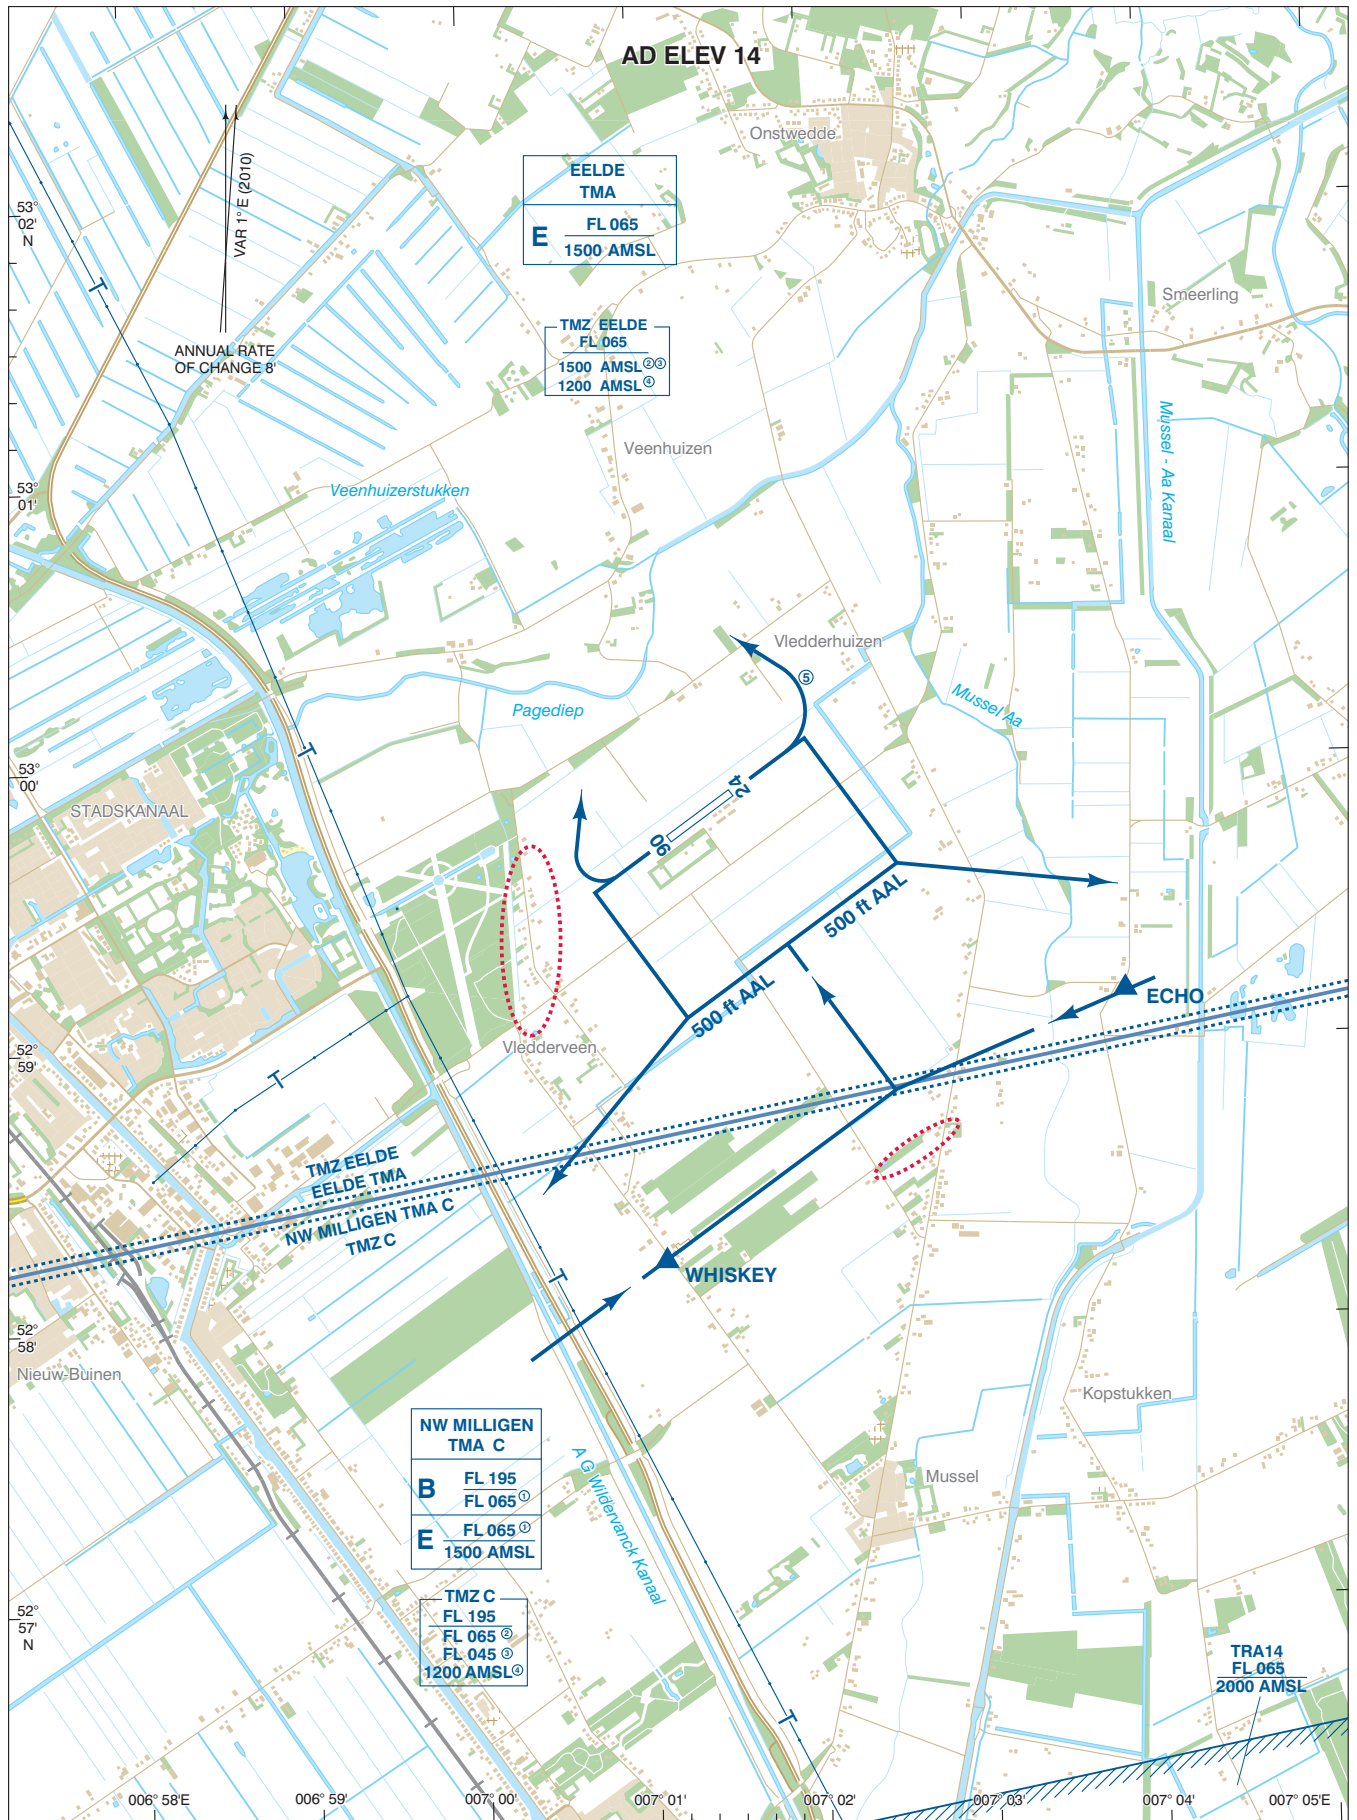 AD ELEV 14
Onstwedde
EELDE
TMA
E
FL 065
1500 AMSL
53°
02'
N
VAR 1° E (2010)
ANNUAL RATE
OF CHANGE 8'
T
Smeerling
TMZ EELDE
FL 065
1500 AMSL②③
1200 AMSL④
Veenhuizen
Mussel - Aa Kanaal
53°
01'
Veenhuizerstukken
Vledderhuizen
⑤
Mussel Aa
Pagediep
T
53°
00'
STADSKANAAL
24
06
500 ft AAL
500 ft AAL
ECHO
Vledderveen
52°
59'
T
TMZ EELDE
EELDE TMA
NW MILLIGEN TMA C
TMZ C
T
WHISKEY
52°
58'
Nieuw-Buinen
Kopstukken
NW MILLIGEN
TMA C
B
FL 195
FL 065①
E
FL 065①
1500 AMSL
A G Wildervanck Kanaal
Mussel
TMZ C
FL 195
FL 065②
FL 045③
1200 AMSL④
52°
57'
N
TRA14
FL 065
2000 AMSL
T
006° 58'E
006° 59'
007° 00'
007° 01'
007° 02'
007° 03'
007° 04'
007° 05'E